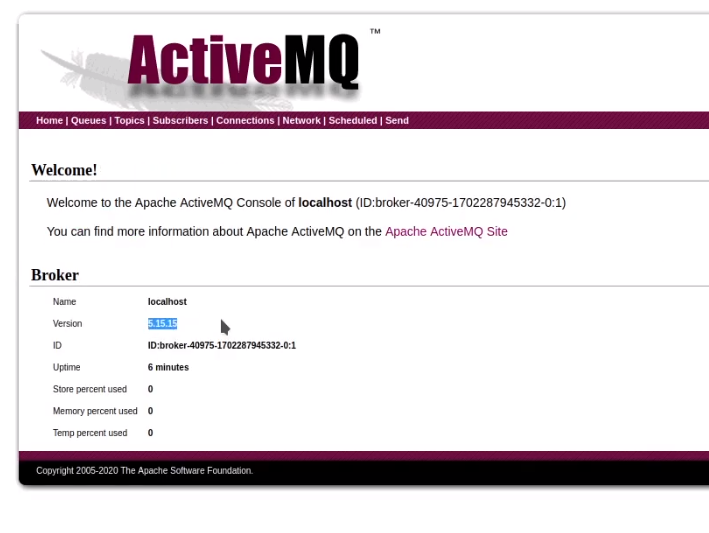 ActiveMQ™
Home | Queues | Topics | Subscribers | Connections | Network | Scheduled | Send
Welcome!
Welcome to the Apache ActiveMQ Console of localhost (ID:broker-40975-1702287945332-0:1)
You can find more information about Apache ActiveMQ on the Apache ActiveMQ Site
Broker
Name localhost
Version 5.15.15
ID ID:broker-40975-1702287945332-0:1
Uptime 6 minutes
Store percent used 0
Memory percent used 0
Temp percent used 0
Copyright 2005-2020 The Apache Software Foundation.